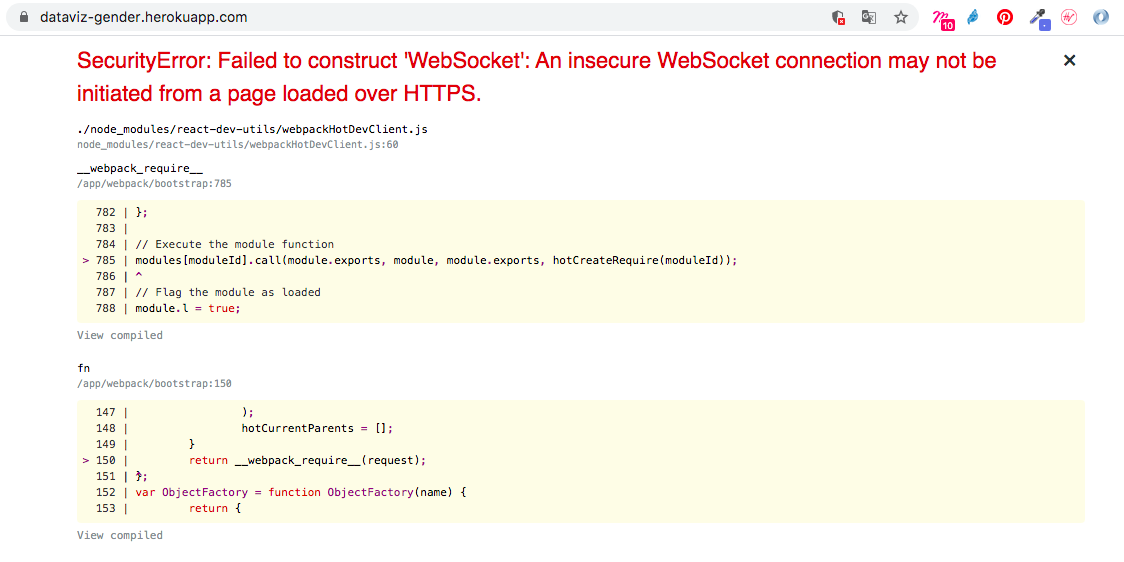 dataviz-gender.herokuapp.com
10
SecurityError: Failed to construct 'WebSocket': An insecure WebSocket connection may not be
initiated from a page loaded over HTTPS.
./node_modules/react-dev-utils/webpackHotDevClient.js
node_modules/react-dev-utils/webpackHotDevClient.js:60
__webpack_require__
/app/webpack/bootstrap:785
782 | };
783 |
784 | // Execute the module function
> 785 | modules[moduleId].call(module.exports, module, module.exports, hotCreateRequire(moduleId));
786 | ^
787 | // Flag the module as loaded
788 | module.l = true;
View compiled
fn
/app/webpack/bootstrap:150
147 | );
148 | hotCurrentParents = [];
149 | }
> 150 | return __webpack_require__(request);
151 | };
152 | var ObjectFactory = function ObjectFactory(name) {
153 | return {
View compiled